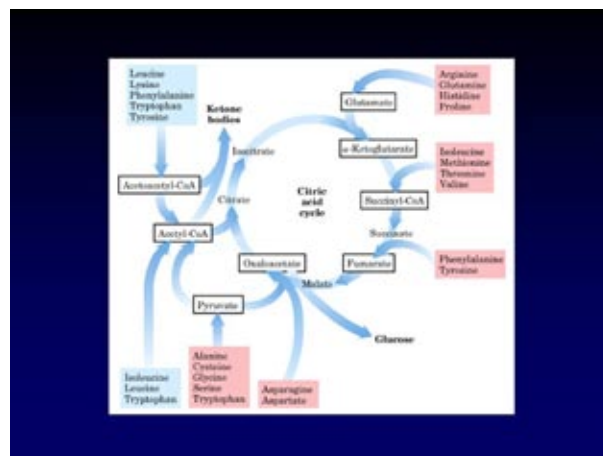 Leucine
Lysine
Phenylalanine
Tryptophan
Tyrosine
Ketone
bodies
Arginine
Glutamine
Histidine
Proline
Glutamate
Isocitrate
α-Ketoglutarate
Isoleucine
Methionine
Threonine
Valine
Acetoacetyl-CoA
Citrate
Citric
acid
cycle
Succinyl-CoA
Acetyl-CoA
Succinate
Oxaloacetate
Fumarate
Phenylalanine
Tyrosine
Malate
Pyruvate
Glucose
Isoleucine
Leucine
Tryptophan
Alanine
Cysteine
Glycine
Serine
Tryptophan
Asparagine
Aspartate